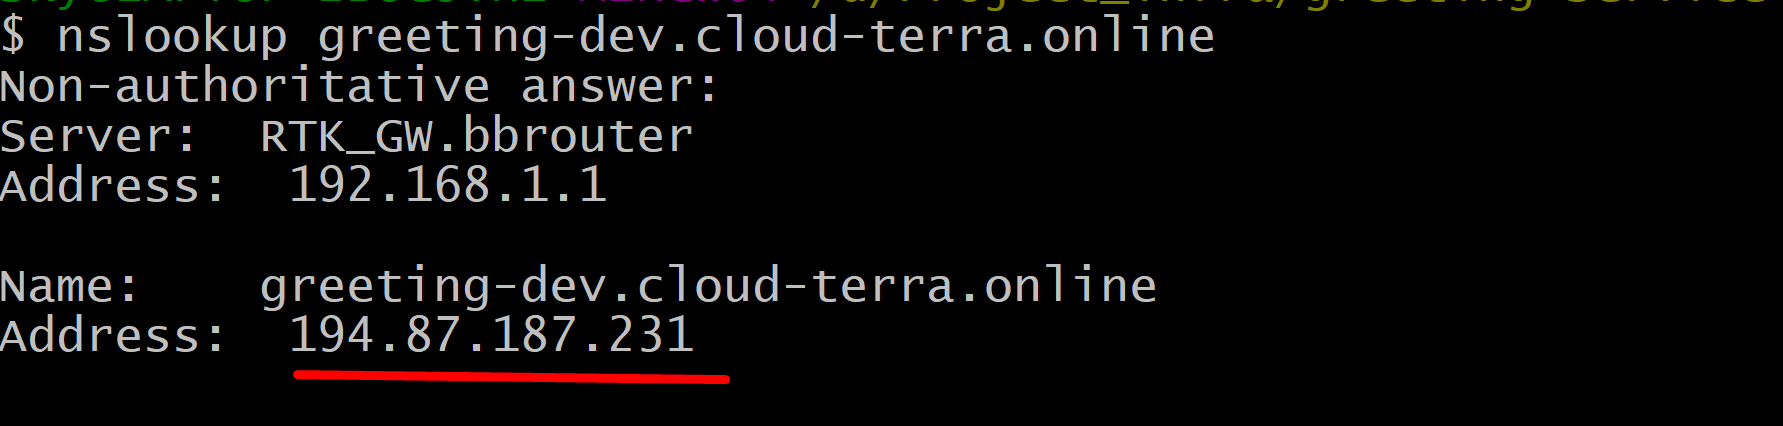 $ nslookup greeting-dev.cloud-terra.online
Non-authoritative answer:
Server:  RTK_GW.bbrouter
Address:  192.168.1.1
Name:    greeting-dev.cloud-terra.online
Address:  194.87.187.231